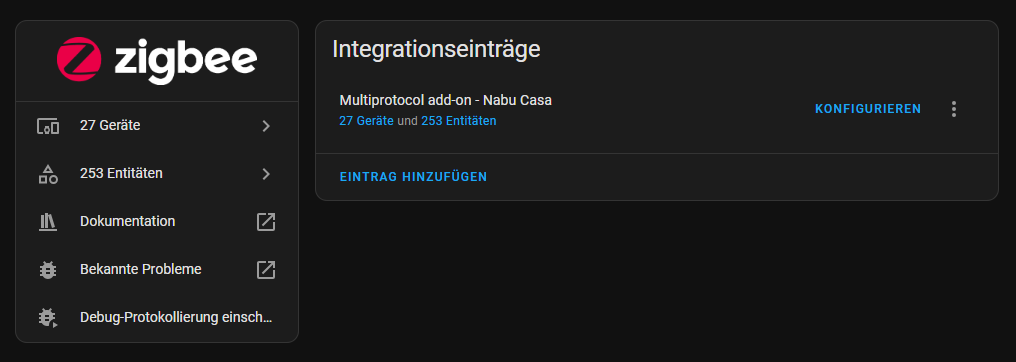 zigbee
27 Geräte
253 Entitäten
Dokumentation
Bekannte Probleme
Debug-Protokollierung einsch...
Integrationseinträge
Multiprotocol add-on - Nabu Casa
27 Geräte und 253 Entitäten
KONFIGURIEREN
EINTRAG HINZUFÜGEN